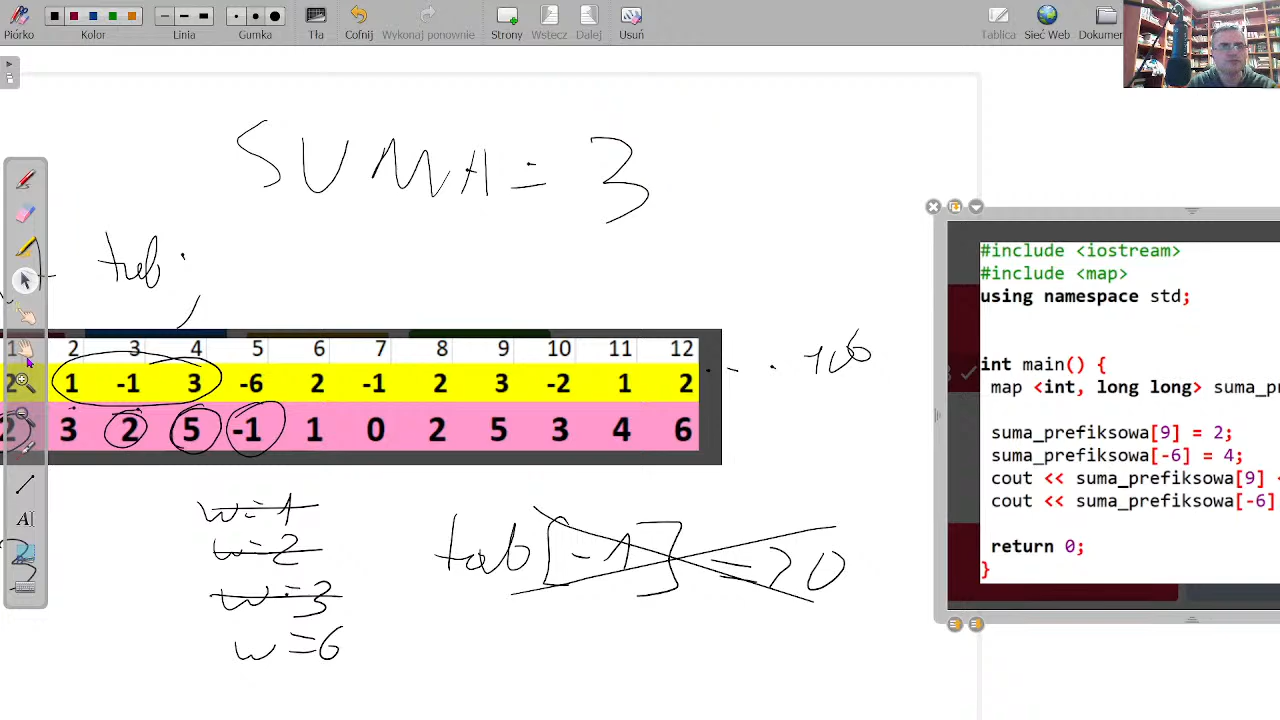 Piórko Kolor Linia Gumka Tła Cofnij Wykonaj ponownie Strony Wstecz Dalej Usuń Tablica Sieć Web Dokumen
SUMA = 3
tab:
1 2 3 4 5 6 7 8 9 10 11 12
2 1 -1 3 -6 2 -1 2 3 -2 1 2
2 3 2 5 -1 1 0 2 5 3 4 6
w=1
w=2
w=3
w=6
tab[-1] = 20
#include <iostream>
#include <map>
using namespace std;
int main() {
map <int, long long> suma_pr
suma_prefiksowa[9] = 2;
suma_prefiksowa[-6] = 4;
cout << suma_prefiksowa[9] <
cout << suma_prefiksowa[-6]
return 0;
}